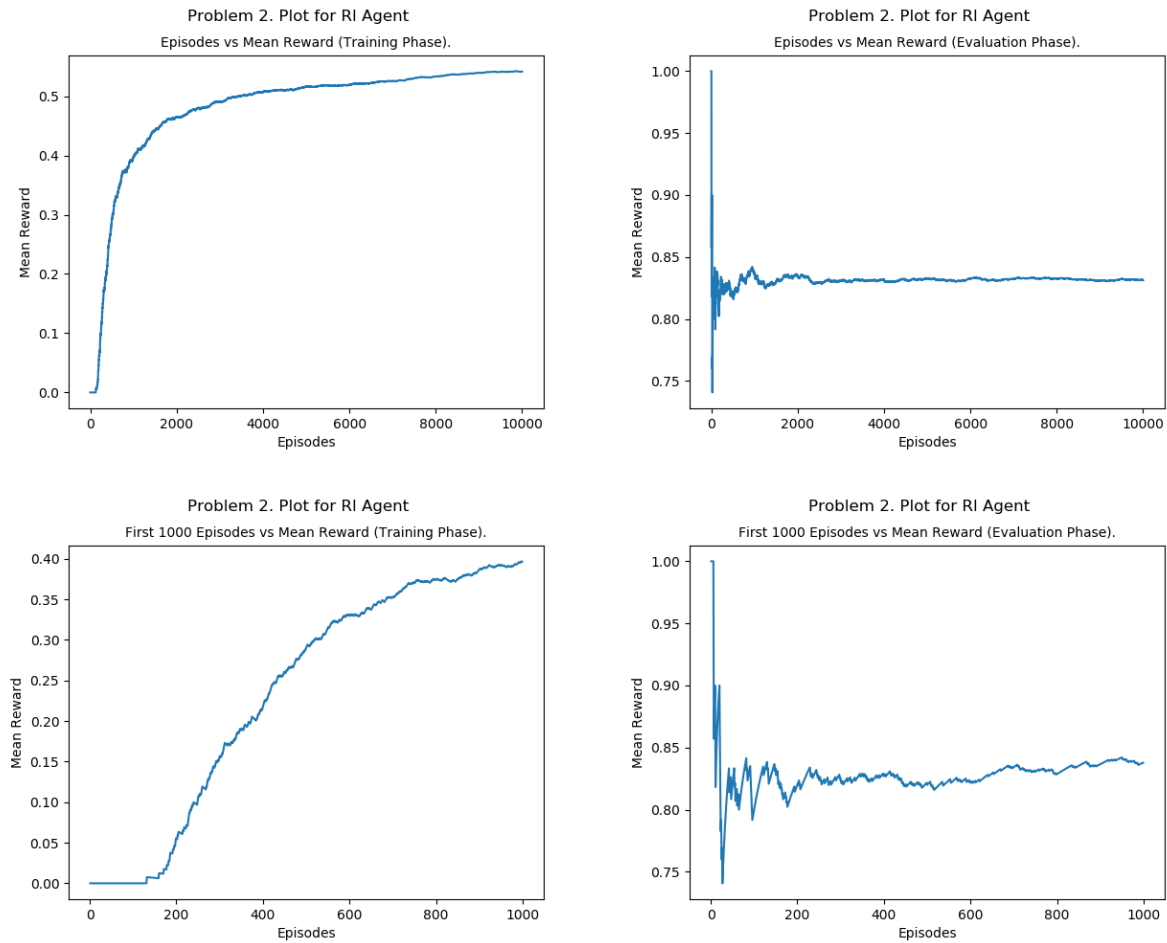 Problem 2. Plot for RI Agent
Episodes vs Mean Reward (Training Phase).
Mean Reward
0.5
0.4
0.3
0.2
0.1
0.0
0 2000 4000 6000 8000 10000
Episodes
Problem 2. Plot for RI Agent
Episodes vs Mean Reward (Evaluation Phase).
Mean Reward
1.00
0.95
0.90
0.85
0.80
0.75
0 2000 4000 6000 8000 10000
Episodes
Problem 2. Plot for RI Agent
First 1000 Episodes vs Mean Reward (Training Phase).
Mean Reward
0.40
0.35
0.30
0.25
0.20
0.15
0.10
0.05
0.00
0 200 400 600 800 1000
Episodes
Problem 2. Plot for RI Agent
First 1000 Episodes vs Mean Reward (Evaluation Phase).
Mean Reward
1.00
0.95
0.90
0.85
0.80
0.75
0 200 400 600 800 1000
Episodes